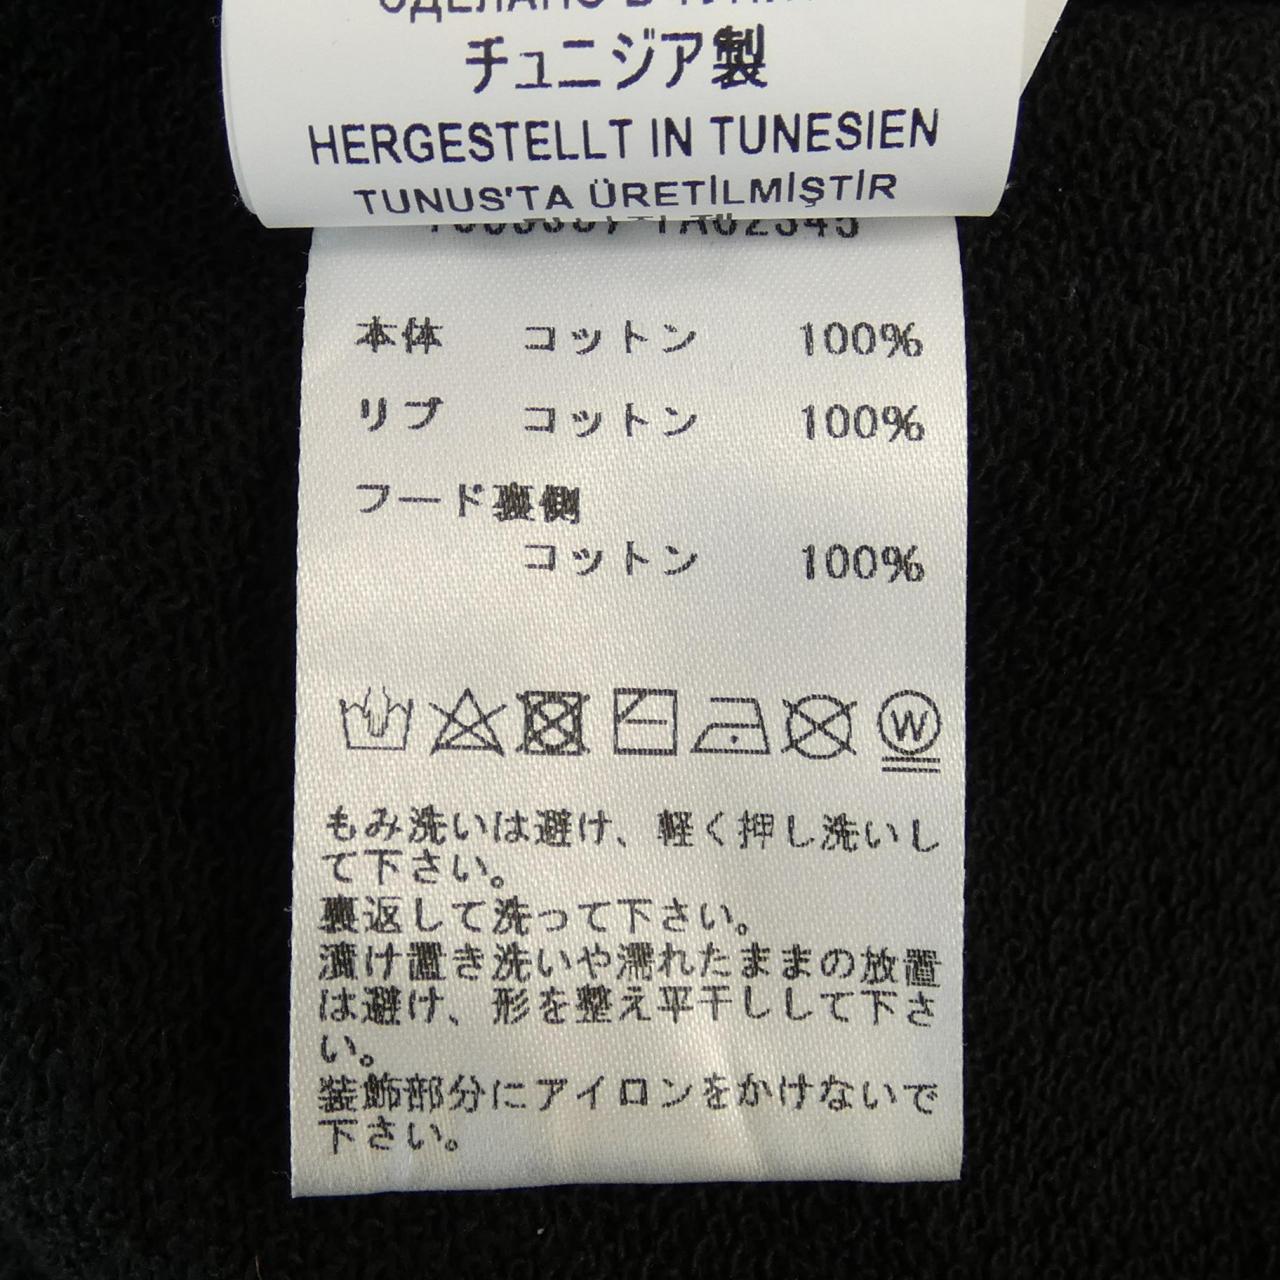 チュニジア製
HERGESTELLT IN TUNESIEN
TUNUS'TA ÜRETİLMİŞTİR
本体 コットン 100%
リブ コットン 100%
フード裏側
コットン 100%
W
もみ洗いは避け、軽く押し洗いし
て下さい。
裏返して洗って下さい。
漬け置き洗いや濡れたままの放置
は避け、形を整え平干しして下さ
い。
装飾部分にアイロンをかけないで
下さい。